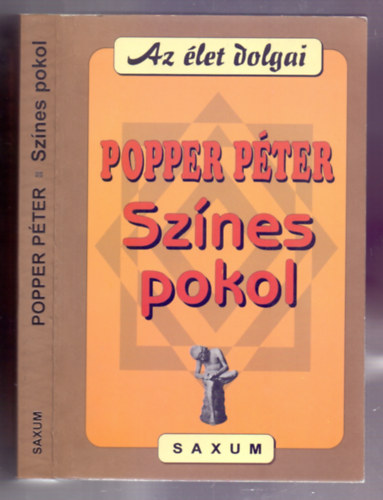 Az élet dolgai
POPPER PÉTER
Színes
pokol
SAXUM
SAXUM POPPER PÉTER = Színes pokol